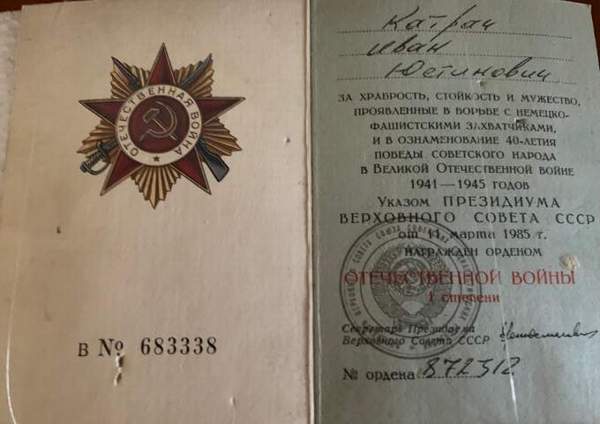 ОТЕЧЕСТВЕННАЯ ВОЙНА
В № 683338
Катран
Иван
Юстинович
ЗА ХРАБРОСТЬ, СТОЙКОСТЬ И МУЖЕСТВО,
ПРОЯВЛЕННЫЕ В БОРЬБЕ С НЕМЕЦКО-
ФАШИСТСКИМИ ЗАХВАТЧИКАМИ,
И В ОЗНАМЕНОВАНИЕ 40-ЛЕТИЯ
ПОБЕДЫ СОВЕТСКОГО НАРОДА
В ВЕЛИКОЙ ОТЕЧЕСТВЕННОЙ ВОЙНЕ
1941—1945 ГОДОВ
УКАЗОМ ПРЕЗИДИУМА
ВЕРХОВНОГО СОВЕТА СССР
от 11 марта 1985 г.
НАГРАЖДЕН ОРДЕНОМ
ОТЕЧЕСТВЕННОЙ ВОЙНЫ
I степени
Секретарь Президиума
Верховного Совета СССР
№ ордена 872512